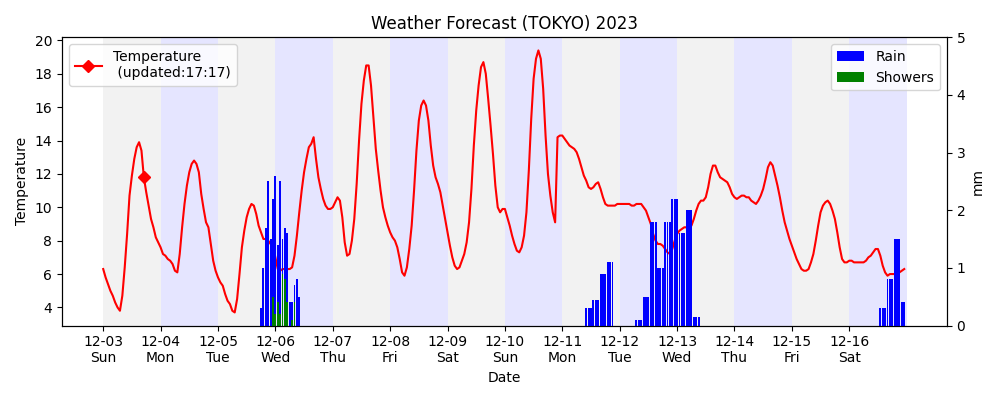 Weather Forecast (TOKYO) 2023
Temperature
(updated:17:17)
Rain
Showers
Temperature
20
18
16
14
12
10
8
6
4
5
4
3
2
1
0
mm
12-03 12-04 12-05 12-06 12-07 12-08 12-09 12-10 12-11 12-12 12-13 12-14 12-15 12-16
Sun Mon Tue Wed Thu Fri Sat Sun Mon Tue Wed Thu Fri Sat
Date